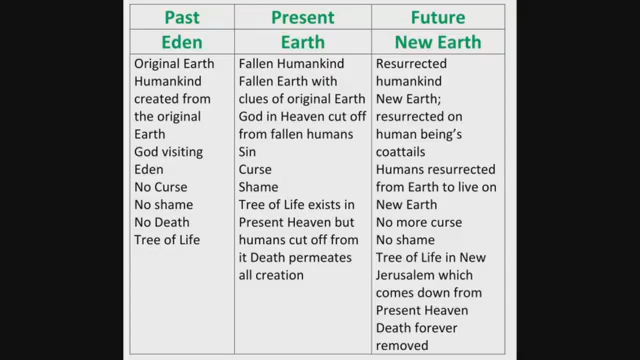 Past
Present
Future
Eden
Earth
New Earth
Original Earth
Humankind
created from
the original
Earth
God visiting
Eden
No Curse
No shame
No Death
Tree of Life
Fallen Humankind
Fallen Earth with
clues of original Earth
God in Heaven cut off
from fallen humans
Sin
Curse
Shame
Tree of Life exists in
Present Heaven but
humans cut off from
it Death permeates
all creation
Resurrected
humankind
New Earth;
resurrected on
human being's
coattails
Humans resurrected
from Earth to live on
New Earth
No more curse
No shame
Tree of Life in New
Jerusalem which
comes down from
Present Heaven
Death forever
removed